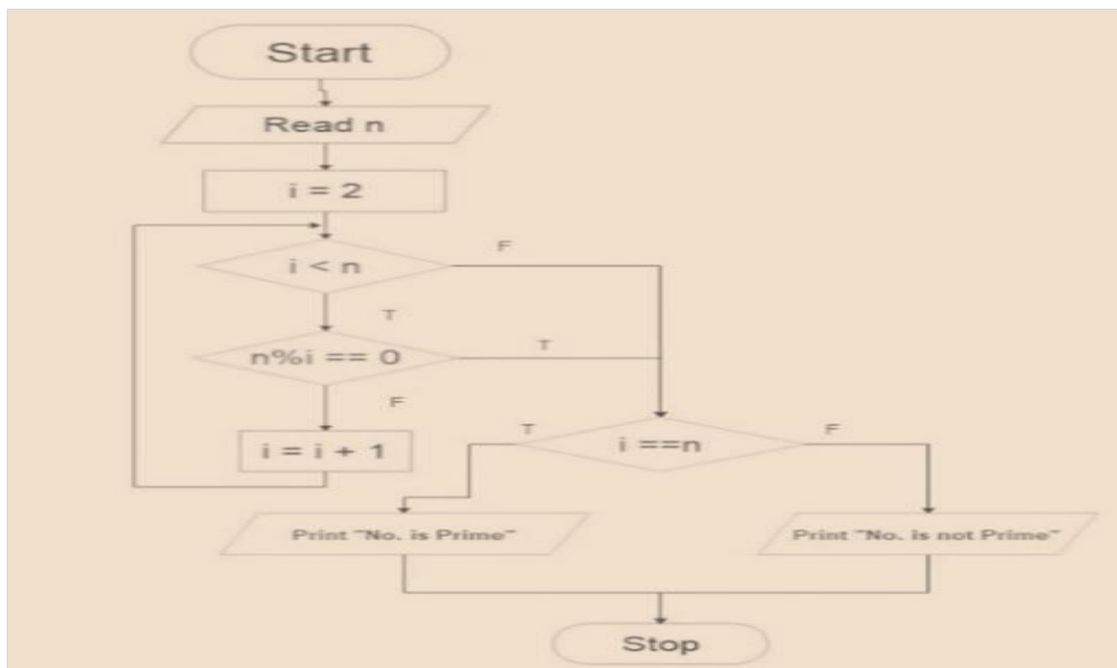 Start
Read n
i = 2
i < n
F
T
n%i == 0
T
F
i = i + 1
i ==n
T
F
Print "No. is Prime"
Print "No. is not Prime"
Stop